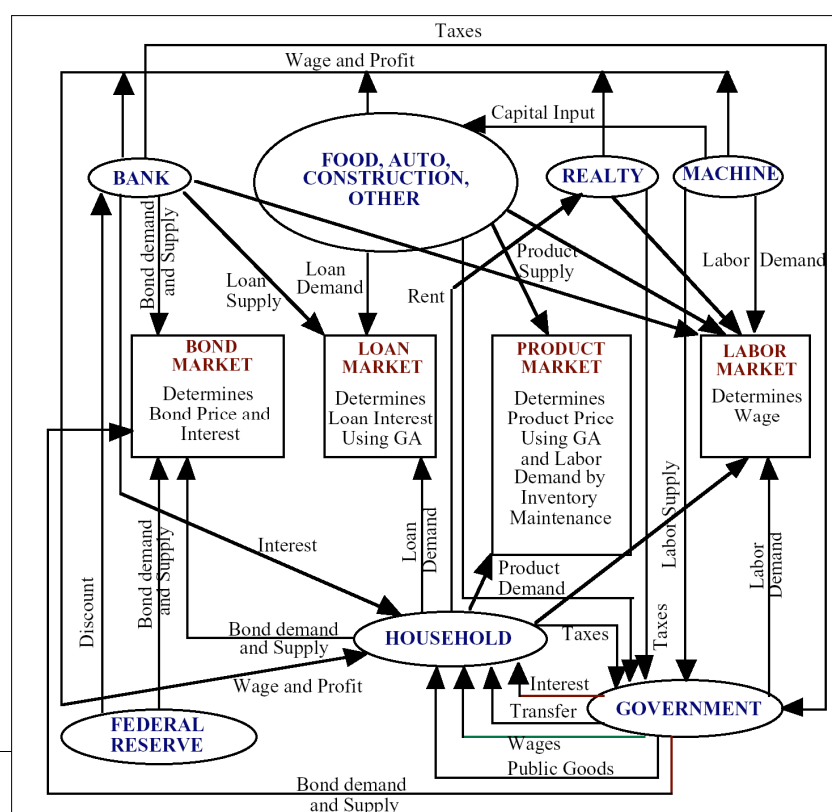 Taxes
Wage and Profit
Capital Input
FOOD, AUTO,
CONSTRUCTION,
OTHER
BANK
REALTY
MACHINE
Bond demand
and Supply
Loan
Supply
Loan
Demand
Rent
Product
Supply
Labor Demand
BOND
MARKET
Determines
Bond Price and
Interest
LOAN
MARKET
Determines
Loan Interest
Using GA
PRODUCT
MARKET
Determines
Product Price
Using GA
and Labor
Demand by
Inventory
Maintenance
LABOR
MARKET
Determines
Wage
Discount
Bond demand
and Supply
Interest
Loan
Demand
Product
Demand
Labor Supply
Labor
Demand
Bond demand
and Supply
HOUSEHOLD
Taxes
Taxes
Wage and Profit
Interest
Transfer
Wages
Public Goods
GOVERNMENT
FEDERAL
RESERVE
Bond demand
and Supply